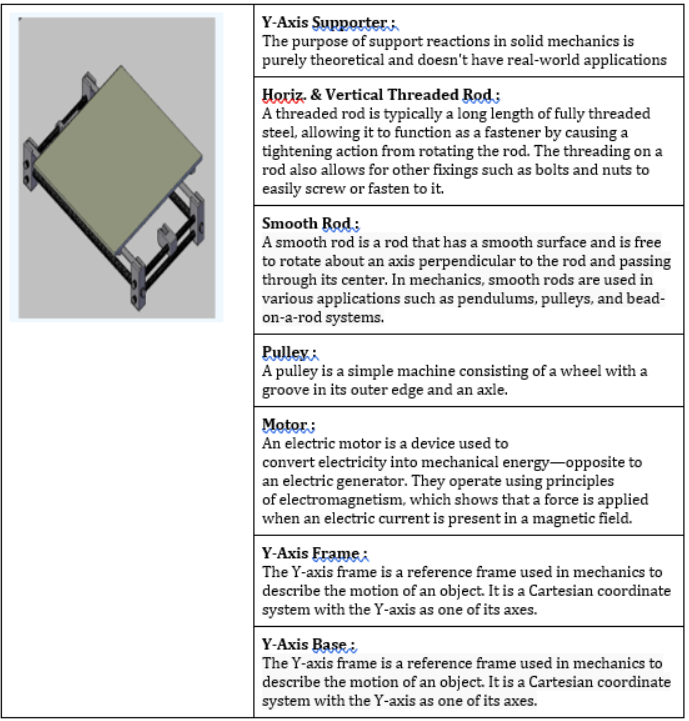 Y-Axis Supporter :
The purpose of support reactions in solid mechanics is
purely theoretical and doesn't have real-world applications
Horiz. & Vertical Threaded Rod :
A threaded rod is typically a long length of fully threaded
steel, allowing it to function as a fastener by causing a
tightening action from rotating the rod. The threading on a
rod also allows for other fixings such as bolts and nuts to
easily screw or fasten to it.
Smooth Rod :
A smooth rod is a rod that has a smooth surface and is free
to rotate about an axis perpendicular to the rod and passing
through its center. In mechanics, smooth rods are used in
various applications such as pendulums, pulleys, and bead-
on-a-rod systems.
Pulley :
A pulley is a simple machine consisting of a wheel with a
groove in its outer edge and an axle.
Motor :
An electric motor is a device used to
convert electricity into mechanical energy—opposite to
an electric generator. They operate using principles
of electromagnetism, which shows that a force is applied
when an electric current is present in a magnetic field.
Y-Axis Frame :
The Y-axis frame is a reference frame used in mechanics to
describe the motion of an object. It is a Cartesian coordinate
system with the Y-axis as one of its axes.
Y-Axis Base :
The Y-axis frame is a reference frame used in mechanics to
describe the motion of an object. It is a Cartesian coordinate
system with the Y-axis as one of its axes.